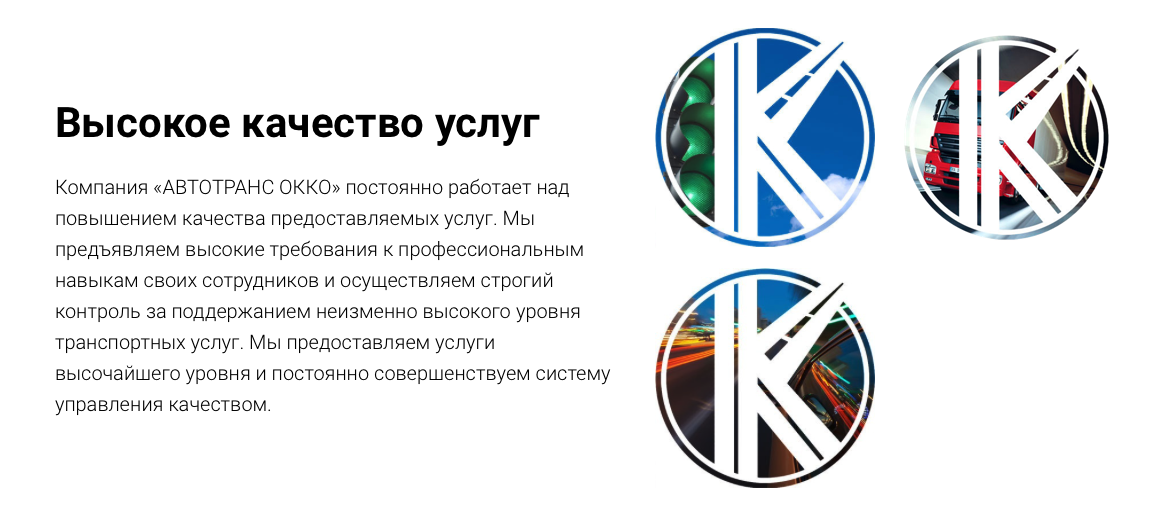 Высокое качество услуг
Компания «АВТОТРАНС ОККО» постоянно работает над
повышением качества предоставляемых услуг. Мы
предъявляем высокие требования к профессиональным
навыкам своих сотрудников и осуществляем строгий
контроль за поддержанием неизменно высокого уровня
транспортных услуг. Мы предоставляем услуги
высочайшего уровня и постоянно совершенствуем систему
управления качеством.